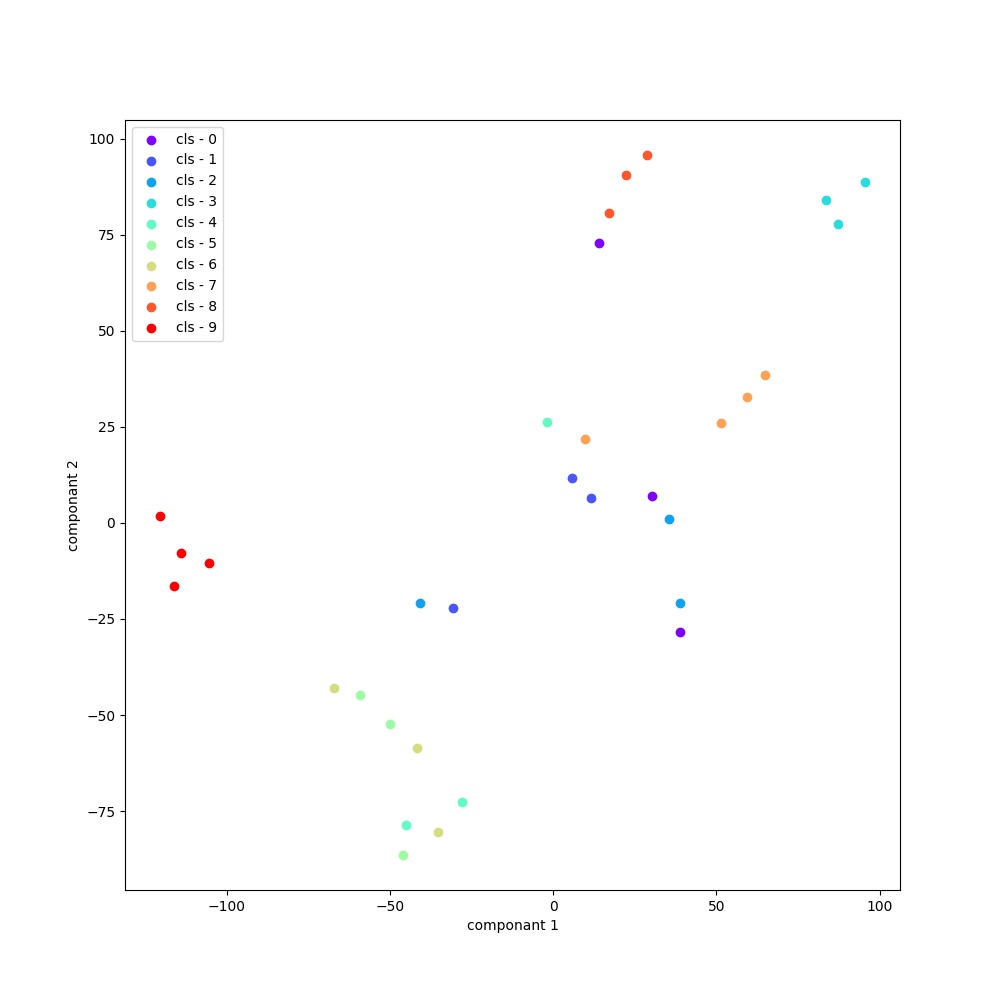 cls - 0
cls - 1
cls - 2
cls - 3
cls - 4
cls - 5
cls - 6
cls - 7
cls - 8
cls - 9
100
75
50
25
0
−25
−50
−75
componant 2
−100
−50
0
50
100
componant 1